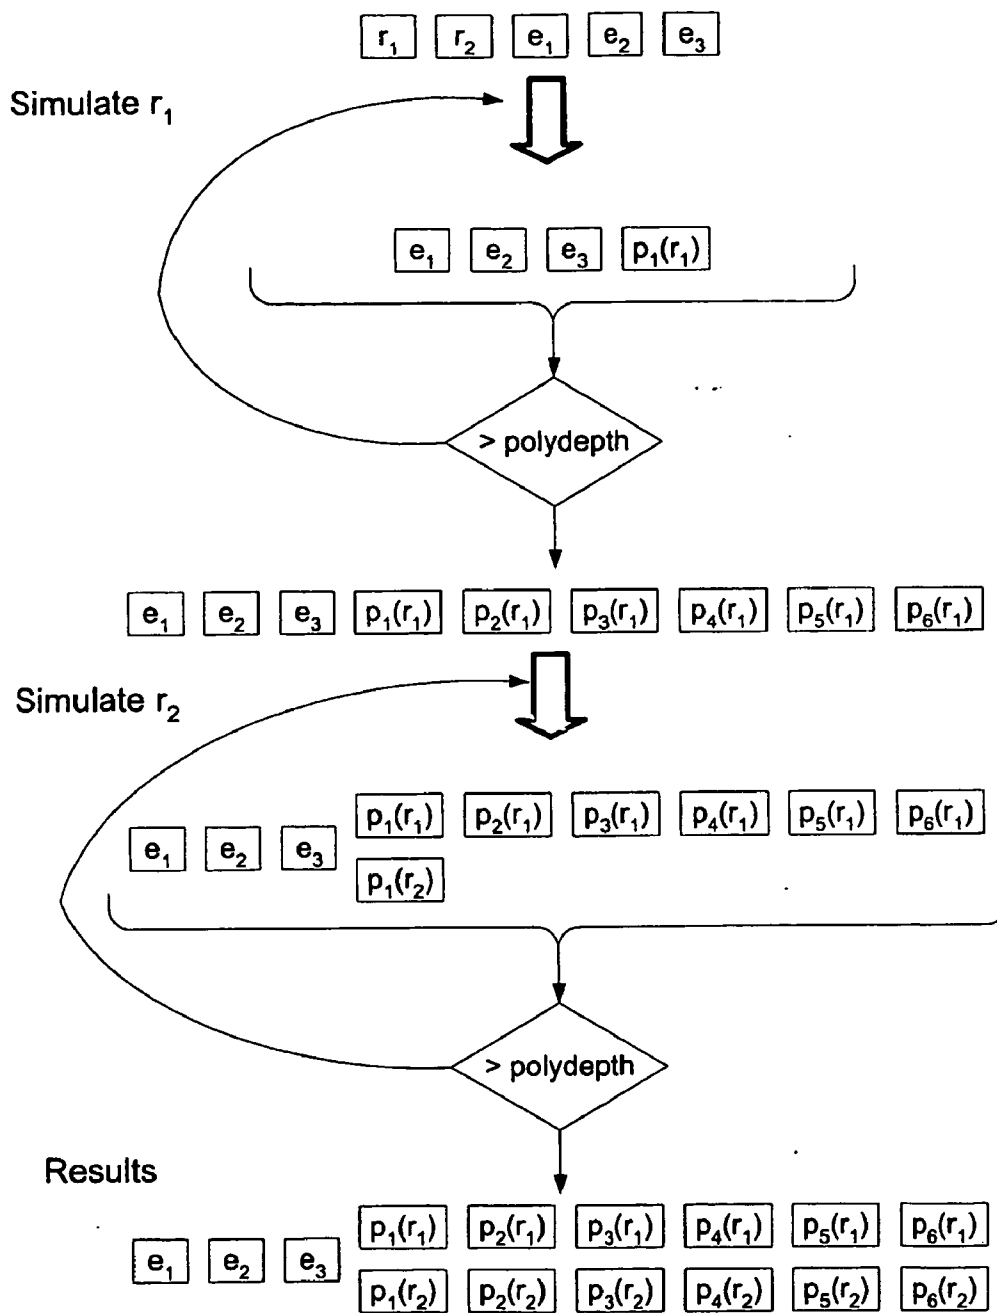 r₁ r₂ e₁ e₂ e₃
Simulate r₁
e₁ e₂ e₃ p₁(r₁)
> polydepth
e₁ e₂ e₃ p₁(r₁) p₂(r₁) p₃(r₁) p₄(r₁) p₅(r₁) p₆(r₁)
Simulate r₂
p₁(r₁) p₂(r₁) p₃(r₁) p₄(r₁) p₅(r₁) p₆(r₁)
e₁ e₂ e₃
p₁(r₂)
> polydepth
Results
p₁(r₁) p₂(r₁) p₃(r₁) p₄(r₁) p₅(r₁) p₆(r₁)
e₁ e₂ e₃
p₁(r₂) p₂(r₂) p₃(r₂) p₄(r₂) p₅(r₂) p₆(r₂)